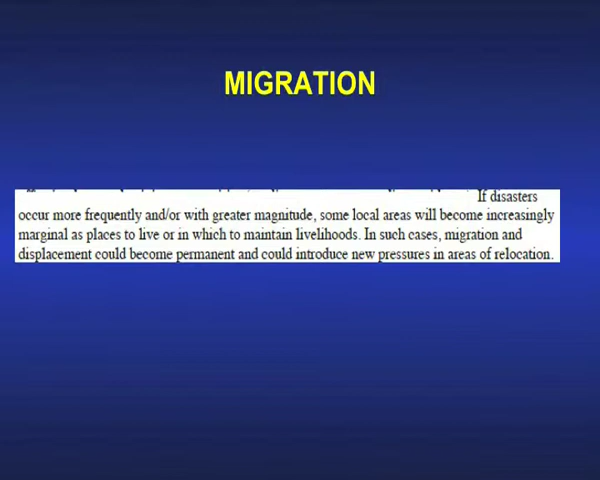 MIGRATION
If disasters
occur more frequently and/or with greater magnitude, some local areas will become increasingly
marginal as places to live or in which to maintain livelihoods. In such cases, migration and
displacement could become permanent and could introduce new pressures in areas of relocation.